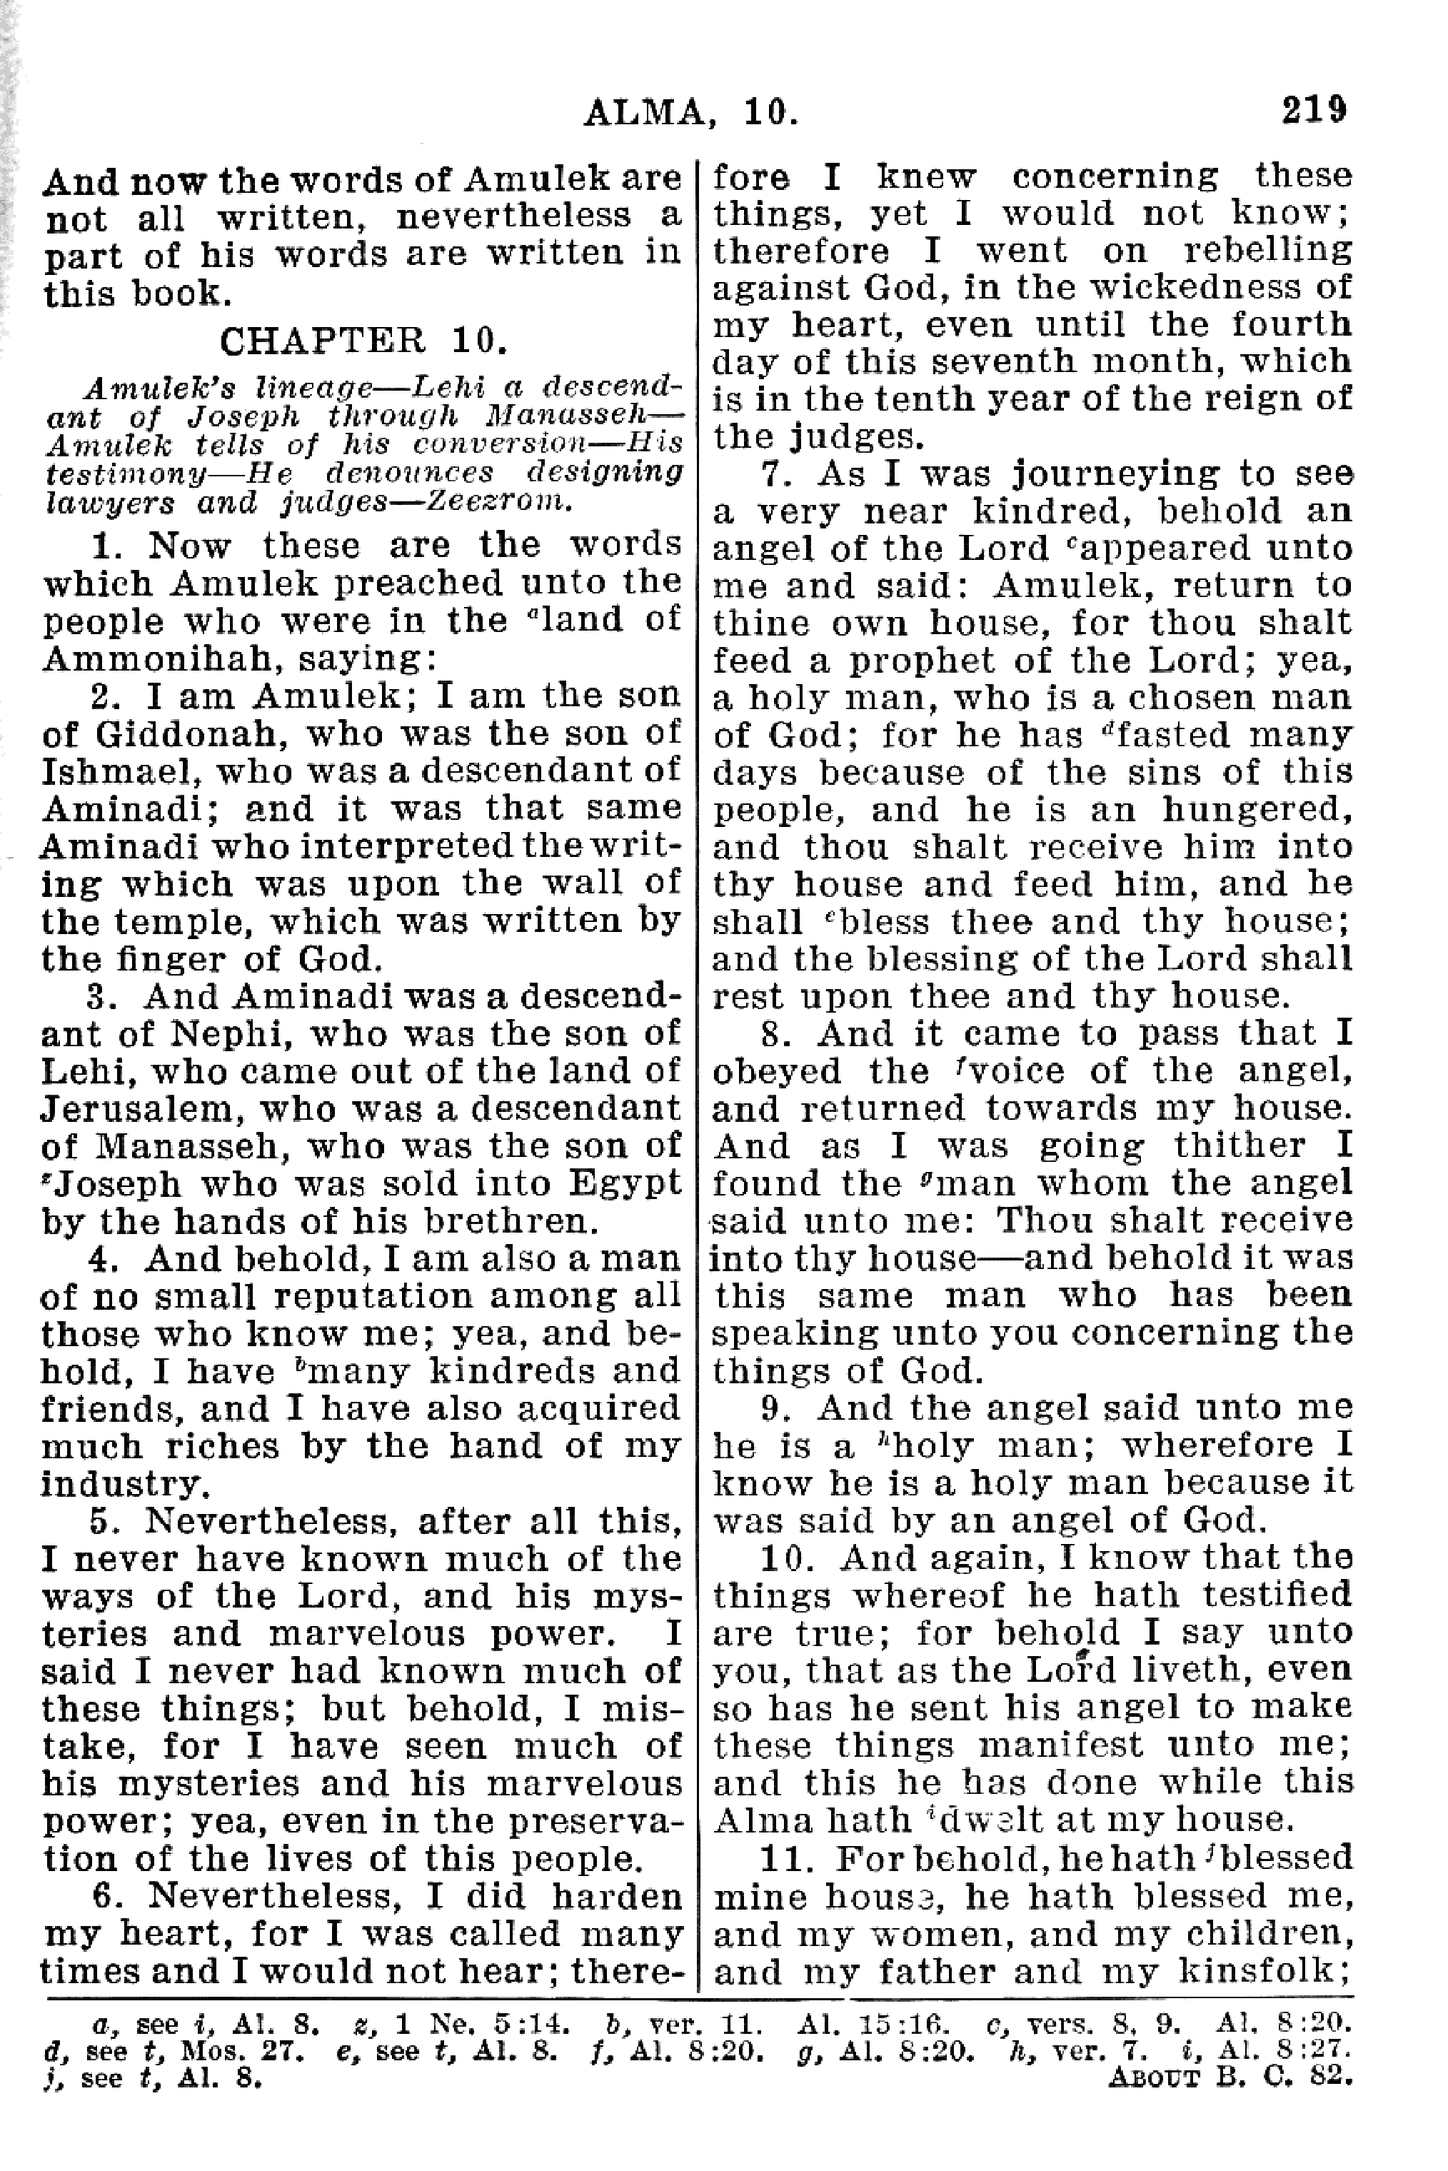 ALMA, 10.
219
And now the words of Amulek are
not all written, nevertheless a
part of his words are written in
this book.
CHAPTER 10.
Amulek's lineage—Lehi a descend-
ant of Joseph through Manasseh—
Amulek tells of his conversion—His
testimony—He denounces designing
lawyers and judges—Zeezrom.
1. Now these are the words
which Amulek preached unto the
people who were in the ᵃland of
Ammonihah, saying:
2. I am Amulek; I am the son
of Giddonah, who was the son of
Ishmael, who was a descendant of
Aminadi; and it was that same
Aminadi who interpreted the writ-
ing which was upon the wall of
the temple, which was written by
the finger of God.
3. And Aminadi was a descend-
ant of Nephi, who was the son of
Lehi, who came out of the land of
Jerusalem, who was a descendant
of Manasseh, who was the son of
ᶻJoseph who was sold into Egypt
by the hands of his brethren.
4. And behold, I am also a man
of no small reputation among all
those who know me; yea, and be-
hold, I have ᵇmany kindreds and
friends, and I have also acquired
much riches by the hand of my
industry.
5. Nevertheless, after all this,
I never have known much of the
ways of the Lord, and his mys-
teries and marvelous power. I
said I never had known much of
these things; but behold, I mis-
take, for I have seen much of
his mysteries and his marvelous
power; yea, even in the preserva-
tion of the lives of this people.
6. Nevertheless, I did harden
my heart, for I was called many
times and I would not hear; there-
fore I knew concerning these
things, yet I would not know;
therefore I went on rebelling
against God, in the wickedness of
my heart, even until the fourth
day of this seventh month, which
is in the tenth year of the reign of
the judges.
7. As I was journeying to see
a very near kindred, behold an
angel of the Lord ᶜappeared unto
me and said: Amulek, return to
thine own house, for thou shalt
feed a prophet of the Lord; yea,
a holy man, who is a chosen man
of God; for he has ᵈfasted many
days because of the sins of this
people, and he is an hungered,
and thou shalt receive him into
thy house and feed him, and he
shall ᵉbless thee and thy house;
and the blessing of the Lord shall
rest upon thee and thy house.
8. And it came to pass that I
obeyed the ᶠvoice of the angel,
and returned towards my house.
And as I was going thither I
found the ᵍman whom the angel
said unto me: Thou shalt receive
into thy house—and behold it was
this same man who has been
speaking unto you concerning the
things of God.
9. And the angel said unto me
he is a ʰholy man; wherefore I
know he is a holy man because it
was said by an angel of God.
10. And again, I know that the
things whereof he hath testified
are true; for behold I say unto
you, that as the Lord liveth, even
so has he sent his angel to make
these things manifest unto me;
and this he has done while this
Alma hath ⁱdwelt at my house.
11. For behold, he hath ʲblessed
mine house, he hath blessed me,
and my women, and my children,
and my father and my kinsfolk;
a, see i, Al. 8. z, 1 Ne. 5:14. b, ver. 11. Al. 15:16. c, vers. 8, 9. Al. 8:20.
d, see t, Mos. 27. e, see t, Al. 8. f, Al. 8:20. g, Al. 8:20. h, ver. 7. i, Al. 8:27.
j, see t, Al. 8. ABOUT B. C. 82.